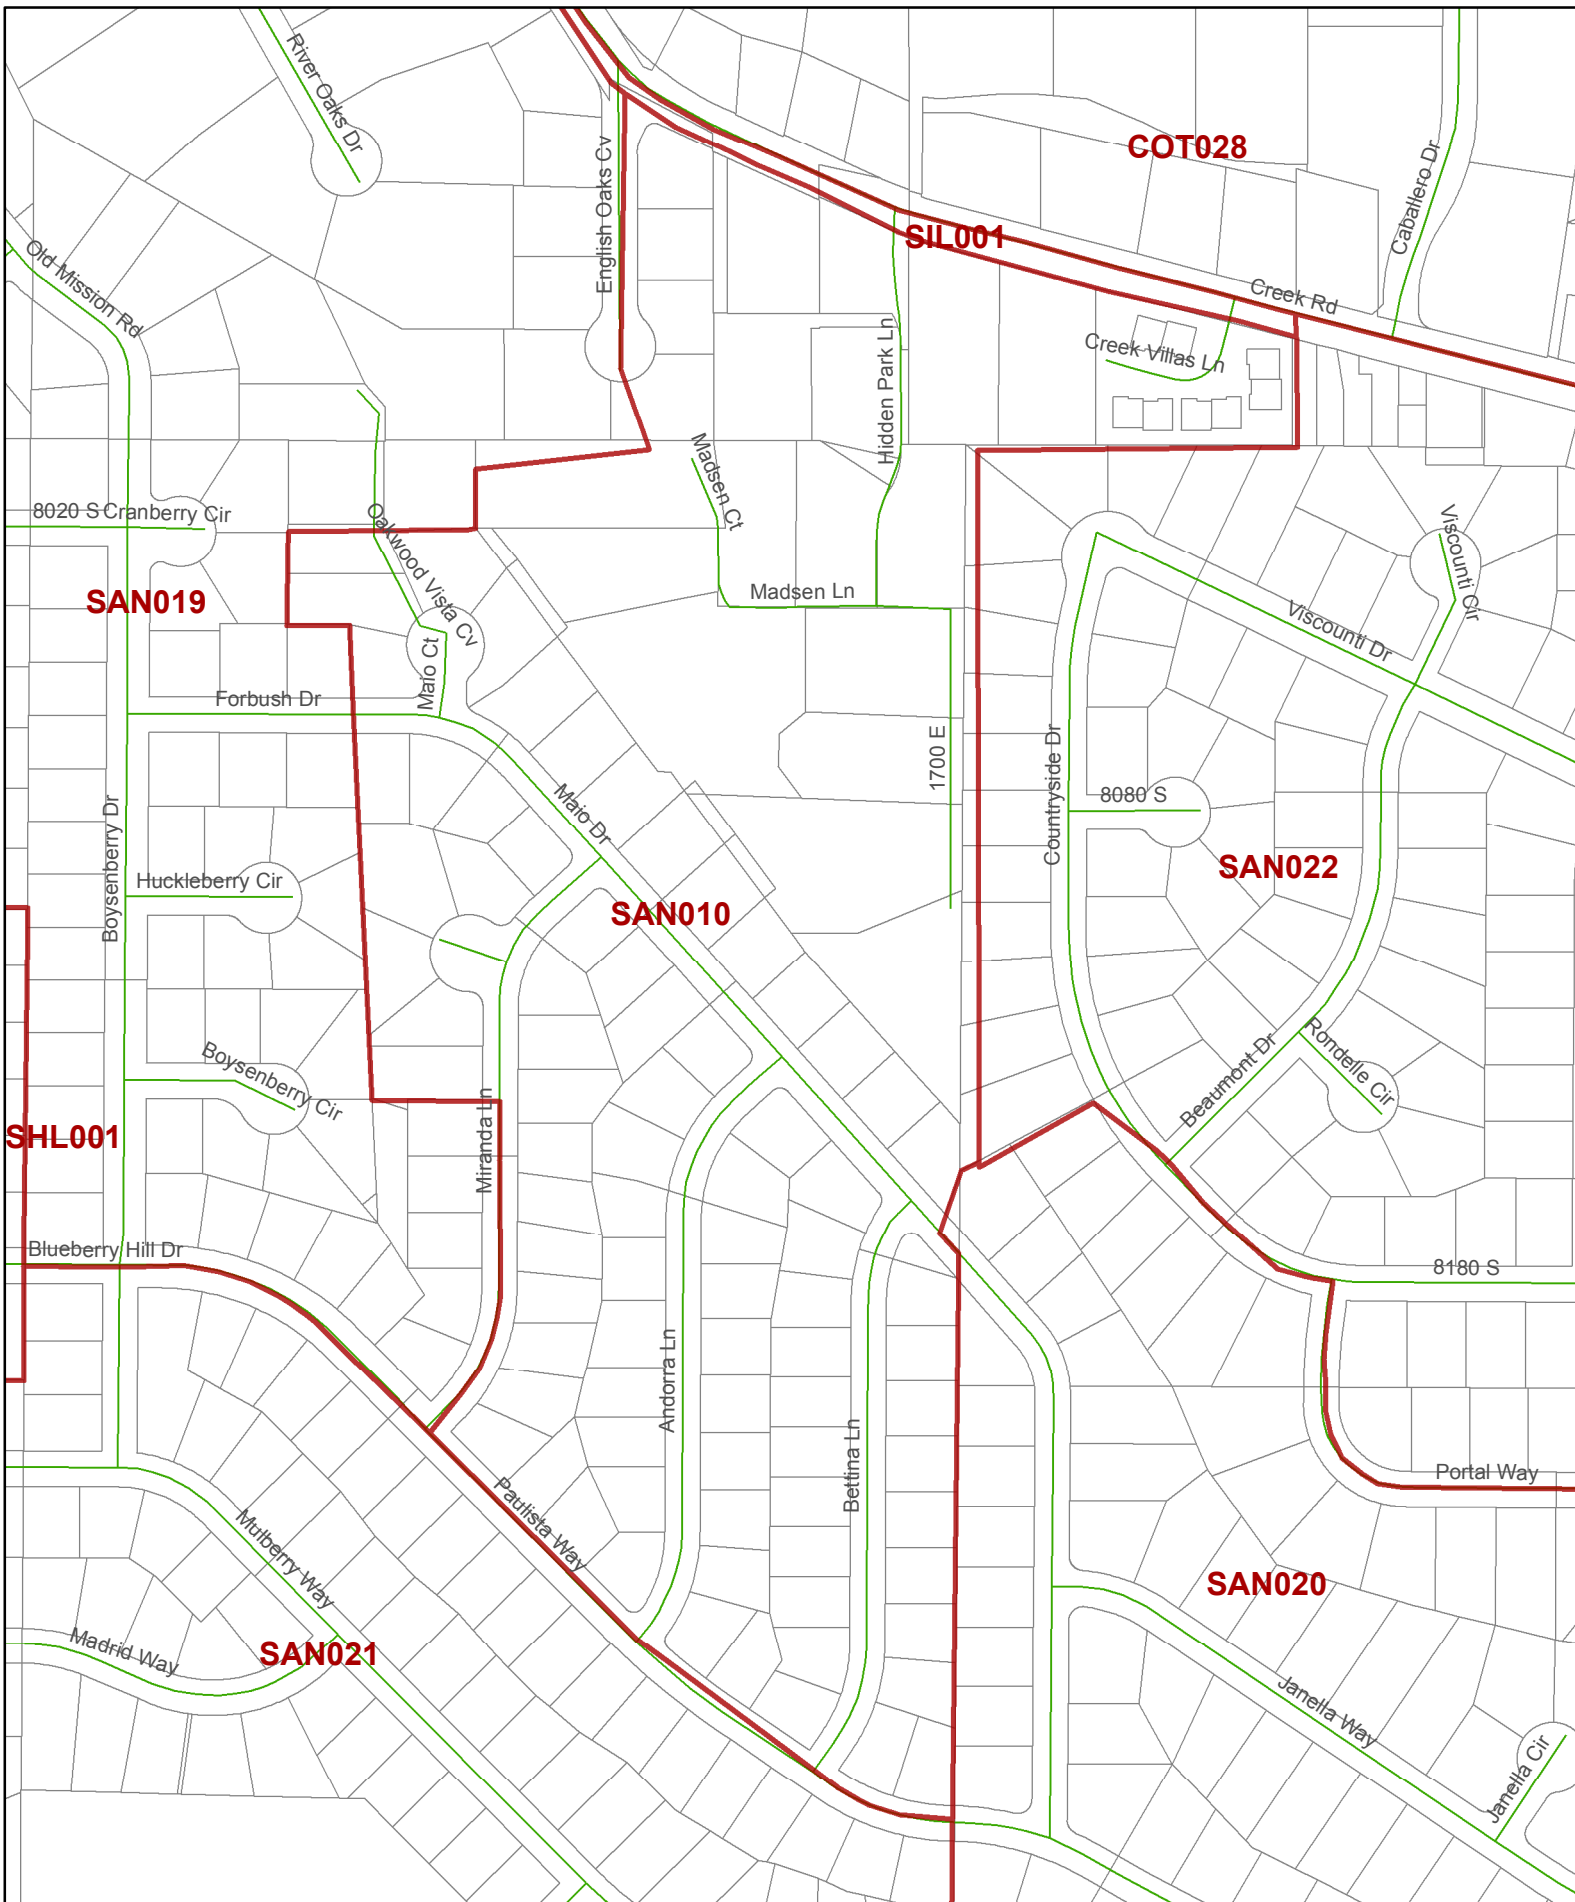 River Oaks Dr
English Oaks Cv
COT028
Caballero Dr
SIL001
Old Mission Rd
Creek Rd
Hidden Park Ln
Creek Villas Ln
Madsen Ct
8020 S
Cranberry Cir
Oakwood Vista Cv
Viscounti Cir
SAN019
Madsen Ln
Viscounti Dr
Maio Ct
Forbush Dr
1700 E
Countryside Dr
8080 S
Maio Dr
Boysenberry Dr
SAN022
Huckleberry Cir
SAN010
Boysenberry Cir
Beaumont Dr
Rondelle Cir
SHL001
Miranda Ln
Blueberry Hill Dr
8180 S
Andorra Ln
Bettina Ln
Portal Way
Paulista Way
Mulberry Way
SAN020
Madrid Way
SAN021
Janella Way
Janella Cir